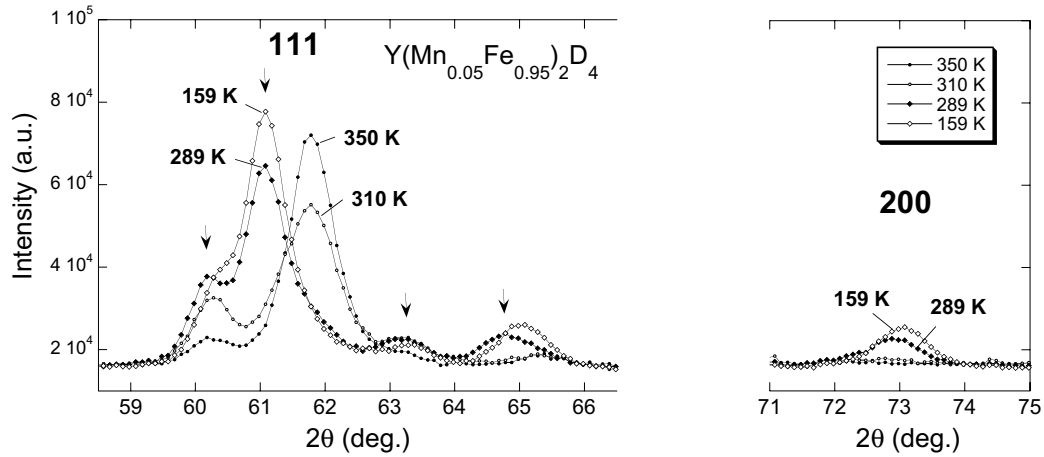 1 10⁵
8 10⁴
6 10⁴
4 10⁴
2 10⁴
Intensity (a.u.)
111
Y(Mn₀.₀₅Fe₀.₉₅)₂D₄
159 K
350 K
289 K
310 K
59 60 61 62 63 64 65 66
2θ (deg.)
350 K
310 K
289 K
159 K
200
159 K
289 K
71 72 73 74 75
2θ (deg.)